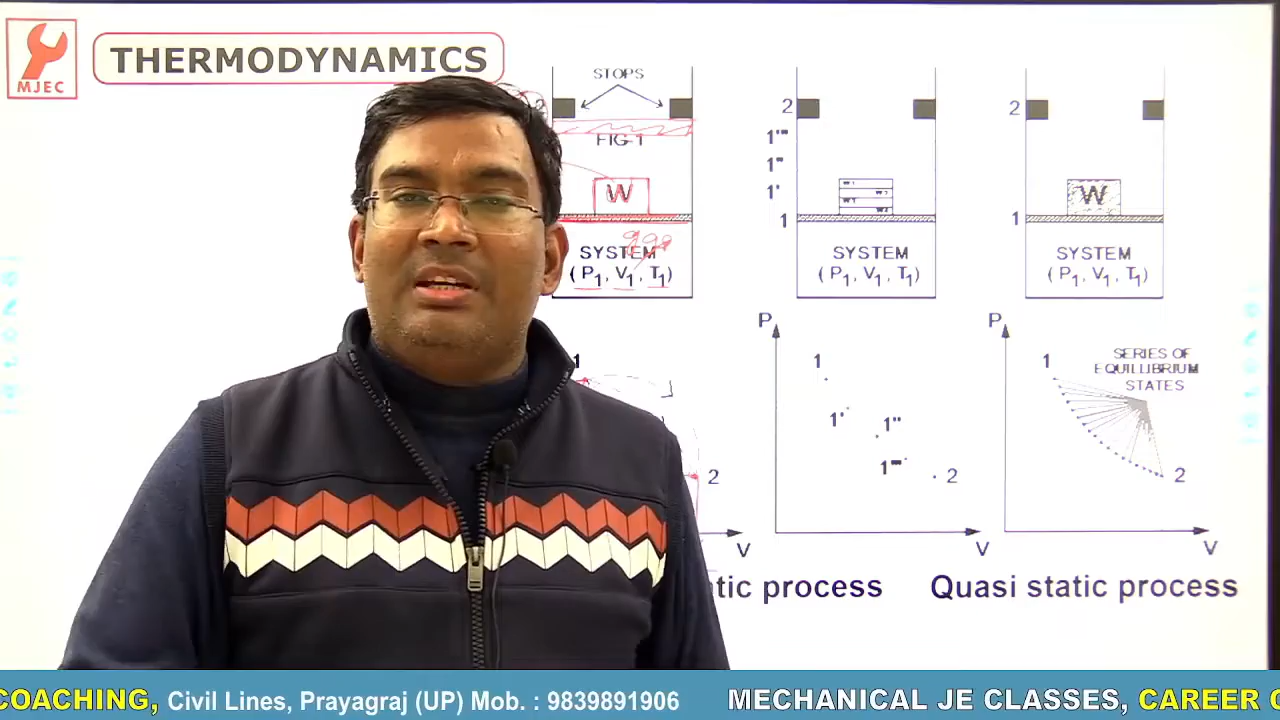 MJEC
THERMODYNAMICS
STOPS
2
FIG-1
W
SYSTEM
gas
( P1, V1, T1)
1
2
V
2
1'''
1''
1'
1
SYSTEM
( P1, V1, T1)
P
1
1'
1''
1'''
2
V
2
W
1
SYSTEM
( P1, V1, T1)
P
1
SERIES OF
EQUILIBRIUM
STATES
2
V
tic process
Quasi static process
COACHING, Civil Lines, Prayagraj (UP) Mob. : 9839891906 MECHANICAL JE CLASSES, CAREER